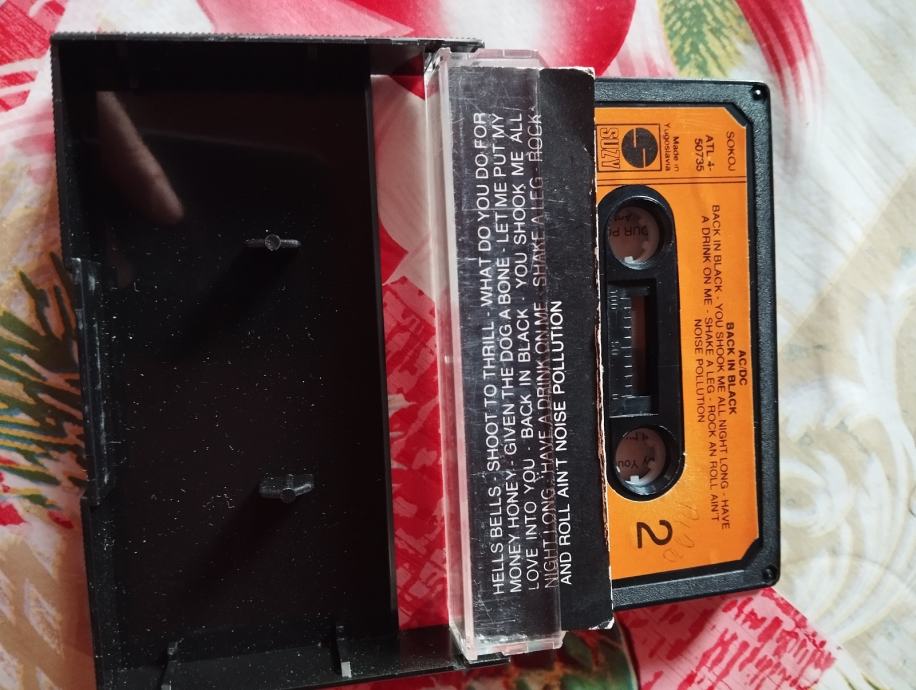 HELLS BELLS - SHOOT TO THRILL - WHAT DO YOU DO FOR
MONEY HONEY - GIVEN THE DOG A BONE - LET ME PUT MY
LOVE INTO YOU - BACK IN BLACK - YOU SHOOK ME ALL
NIGHT LONG - HAVE A DRINK ON ME - SHAKE A LEG - ROCK
AND ROLL AIN'T NOISE POLLUTION
SOKOJ
ATL 4-
50735
Made in
Yugoslavia
SUZY
AC/DC
BACK IN BLACK
BACK IN BLACK - YOU SHOOK ME ALL NIGHT LONG - HAVE
A DRINK ON ME - SHAKE A LEG - ROCK AN ROLL AIN'T
NOISE POLLUTION
2